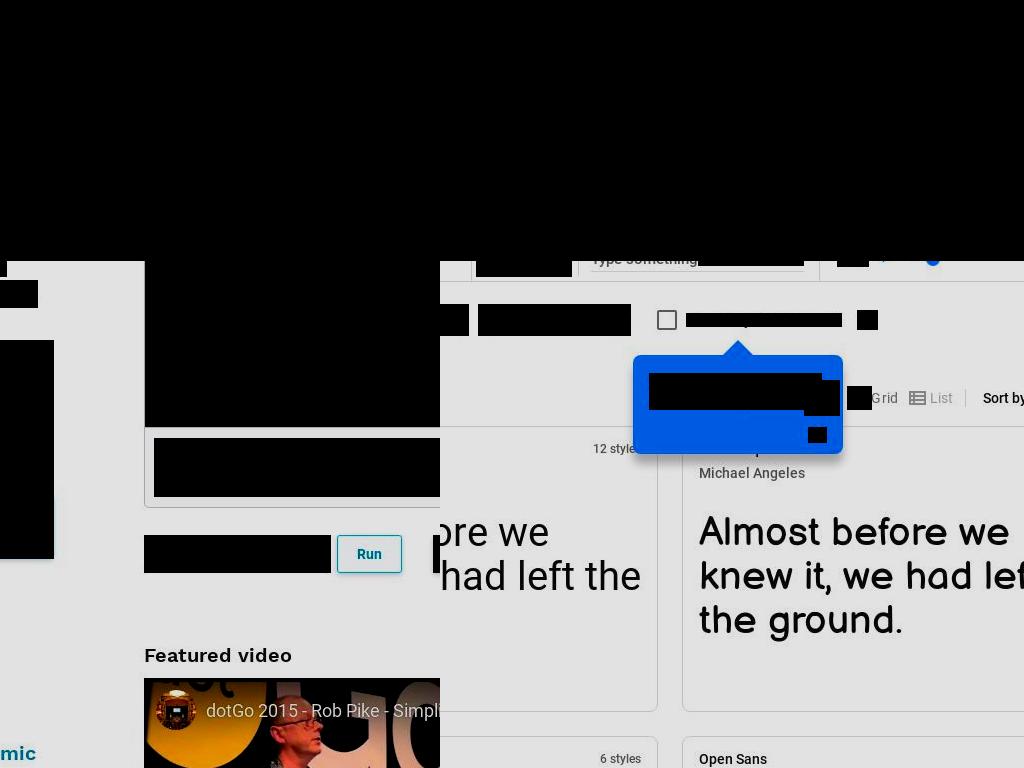 Type something
Grid
List
Sort by
12 style
Michael Angeles
ore we
had left the
Almost before we
knew it, we had lef
the ground.
Run
Featured video
dotGo 2015 - Rob Pike - Simpli
mic
6 styles
Open Sans